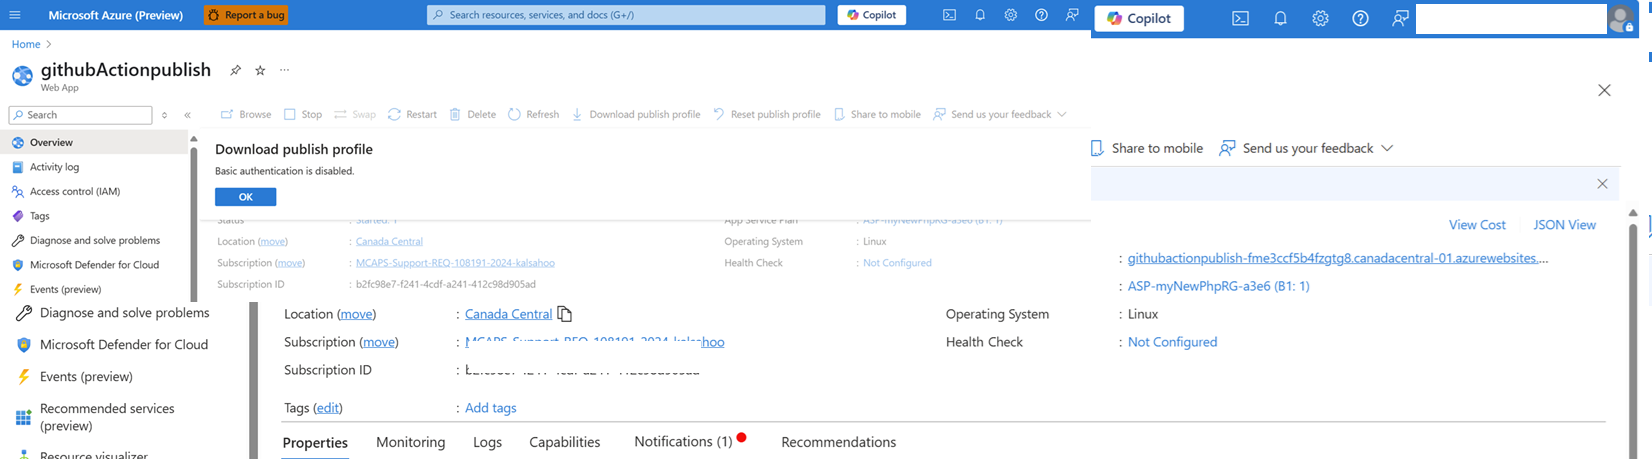 Microsoft Azure (Preview)
Report a bug
Search resources, services, and docs (G+/)
Copilot
Copilot
Home
githubActionpublish
Web App
Search
Browse
Stop
Swap
Restart
Delete
Refresh
Download publish profile
Reset publish profile
Share to mobile
Send us your feedback
Share to mobile
Send us your feedback
Overview
Activity log
Access control (IAM)
Tags
Diagnose and solve problems
Microsoft Defender for Cloud
Events (preview)
Download publish profile
Basic authentication is disabled.
OK
Status : Started: 1
App Service Plan : ASP-myNewPhpRG-a3e6 (B1: 1)
Location (move) : Canada Central
Operating System : Linux
Subscription (move) : MCAPS-Support-REQ-108191-2024-kalsahoo
Health Check : Not Configured
Subscription ID : b2fc98e7-f241-4cdf-a241-412c98d905ad
View Cost
JSON View
: githubactionpublish-fme3ccf5b4fzgtg8.canadacentral-01.azurewebsites....
: ASP-myNewPhpRG-a3e6 (B1: 1)
Diagnose and solve problems
Microsoft Defender for Cloud
Events (preview)
Recommended services
(preview)
Resource visualizer
Location (move) : Canada Central
Operating System : Linux
Subscription (move) : MCAPS-Support-REQ-108191-2024-kalsahoo
Health Check : Not Configured
Subscription ID :
Tags (edit) : Add tags
Properties
Monitoring
Logs
Capabilities
Notifications (1)
Recommendations